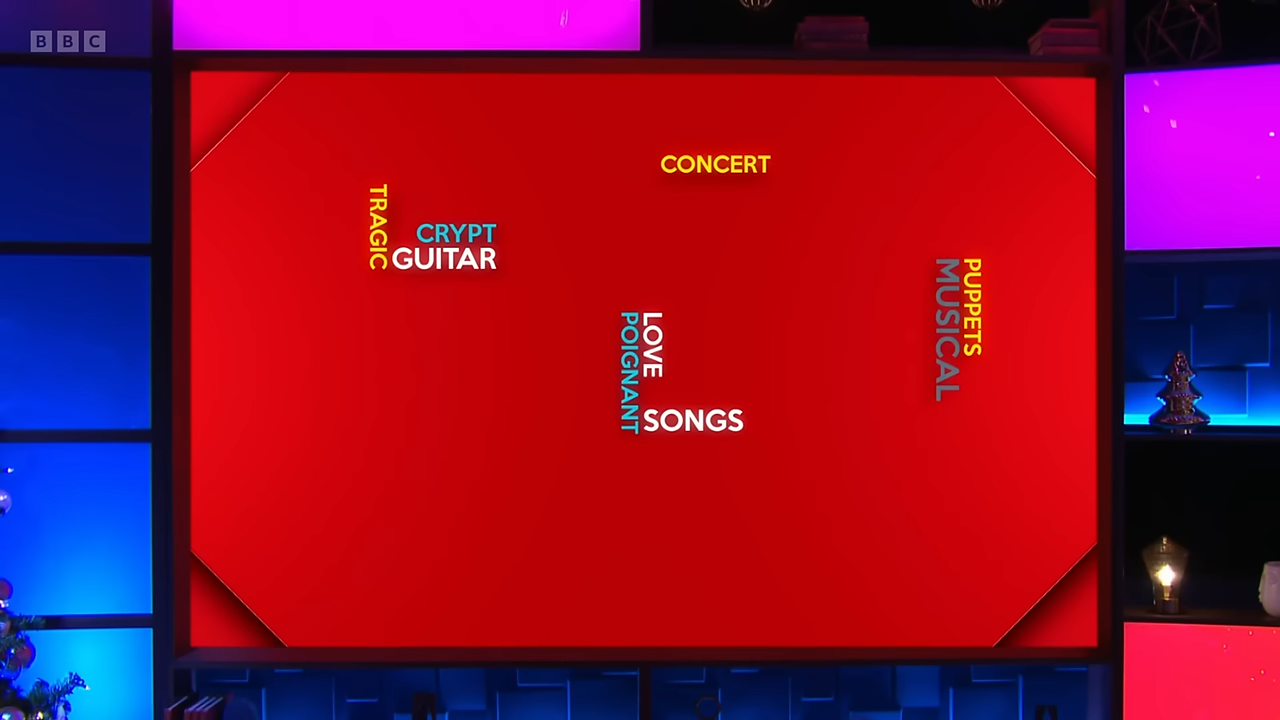 BBC
CONCERT
TRAGIC
CRYPT
GUITAR
PUPPETS
MUSICAL
LOVE
POIGNANT
SONGS